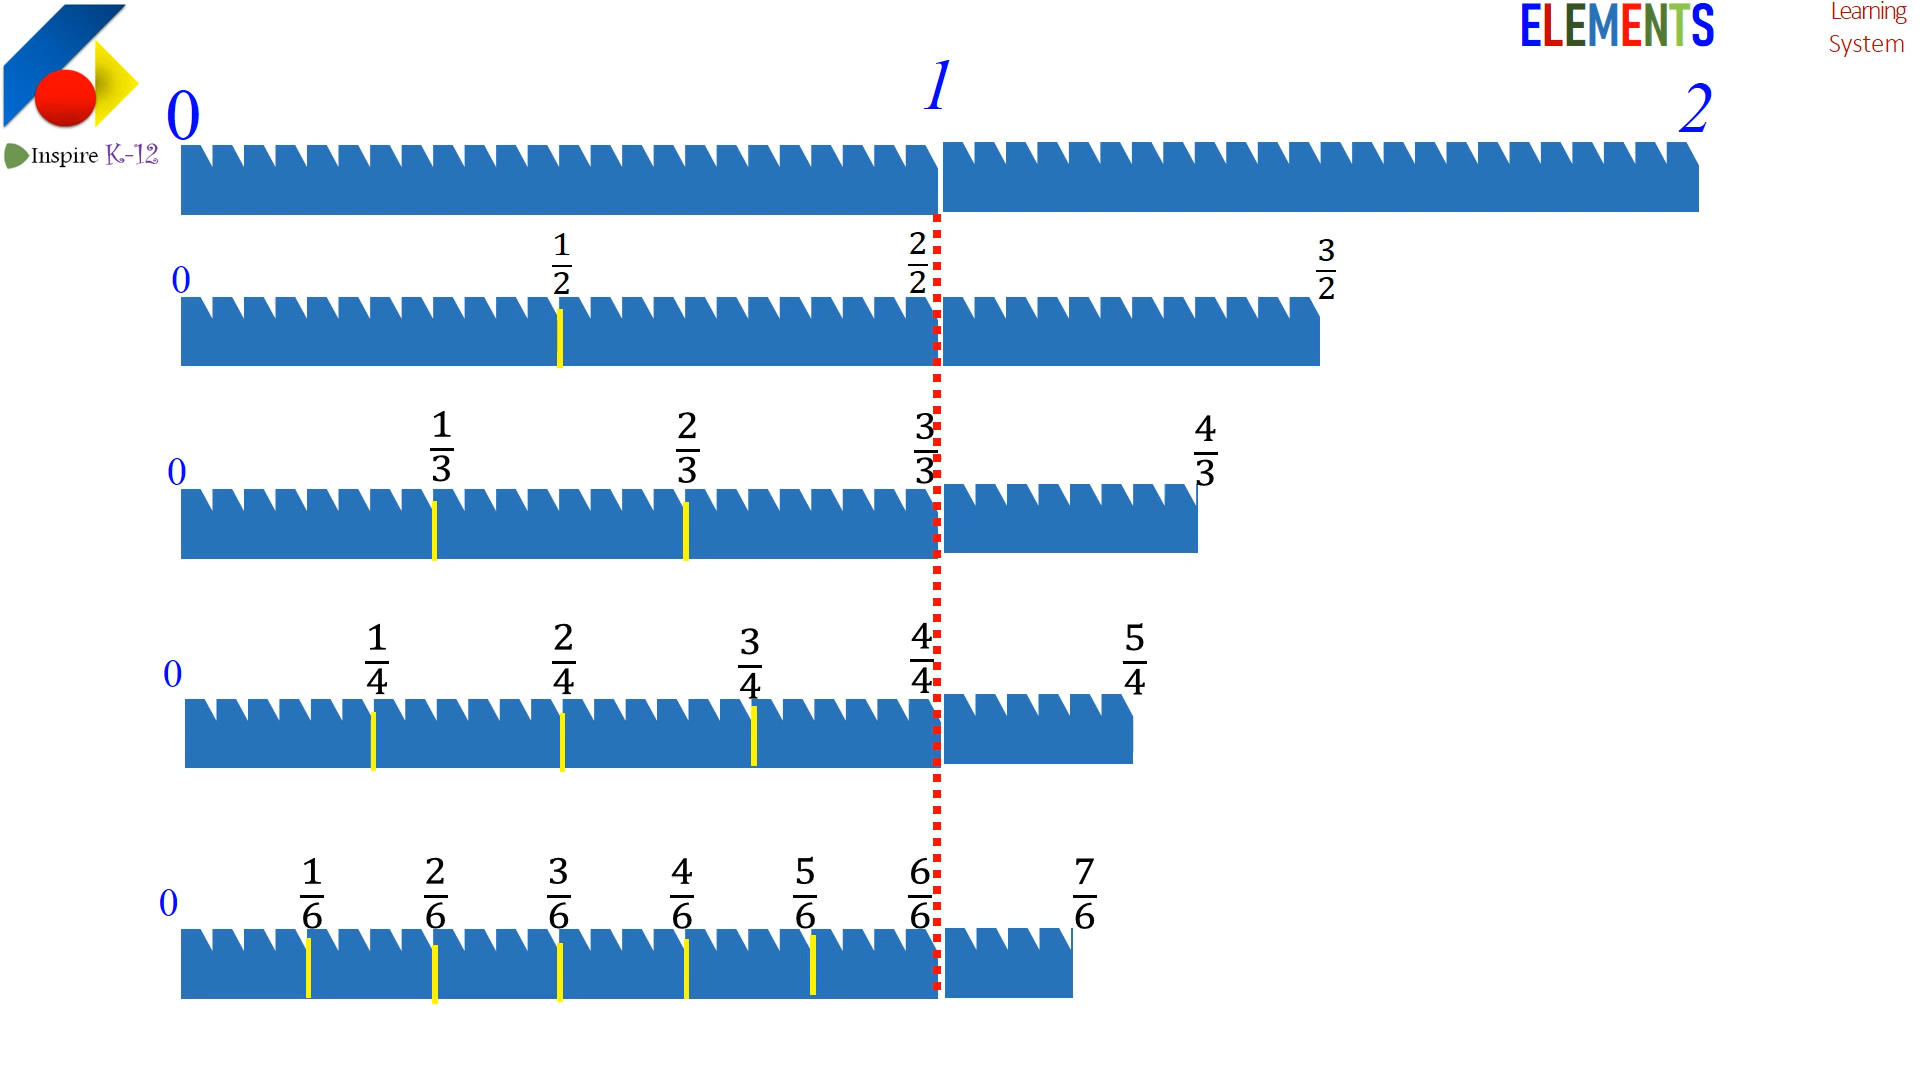 ELEMENTS
Learning
System
Inspire K-12
0 1 2
0 1/2 2/2 3/2
0 1/3 2/3 3/3 4/3
0 1/4 2/4 3/4 4/4 5/4
0 1/6 2/6 3/6 4/6 5/6 6/6 7/6